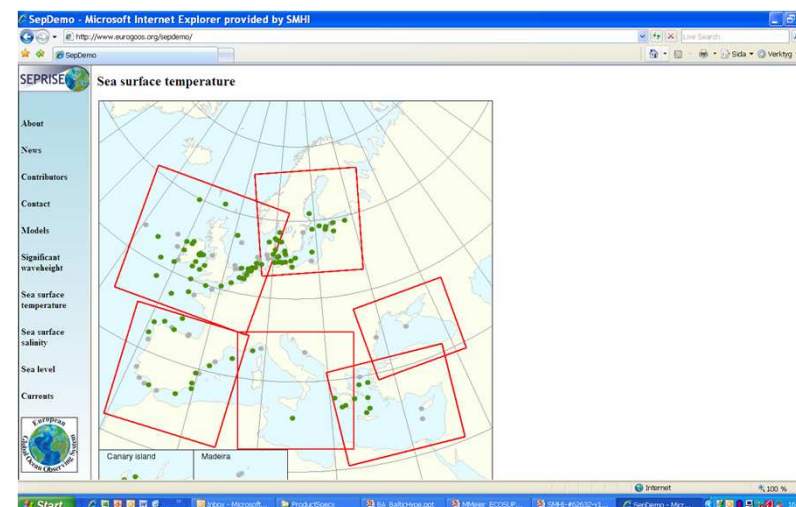 SepDemo - Microsoft Internet Explorer provided by SMHI
http://www.eurogoos.org/sepdemo/
Live Search
SepDemo
Sida
Verktyg
SEPRISE
Sea surface temperature
About
News
Contributors
Contact
Models
Significant
waveheight
Sea surface
temperature
Sea surface
salinity
Sea level
Currents
European
Global Ocean Observing System
Canary island
Madeira
Internet
100 %
Start
Inbox - Microsoft...
ProductSpecs
BA_BalticHype.ppt
MMeier_ECOSUP...
SMHI-#62632-v1...
SepDemo - Micr...